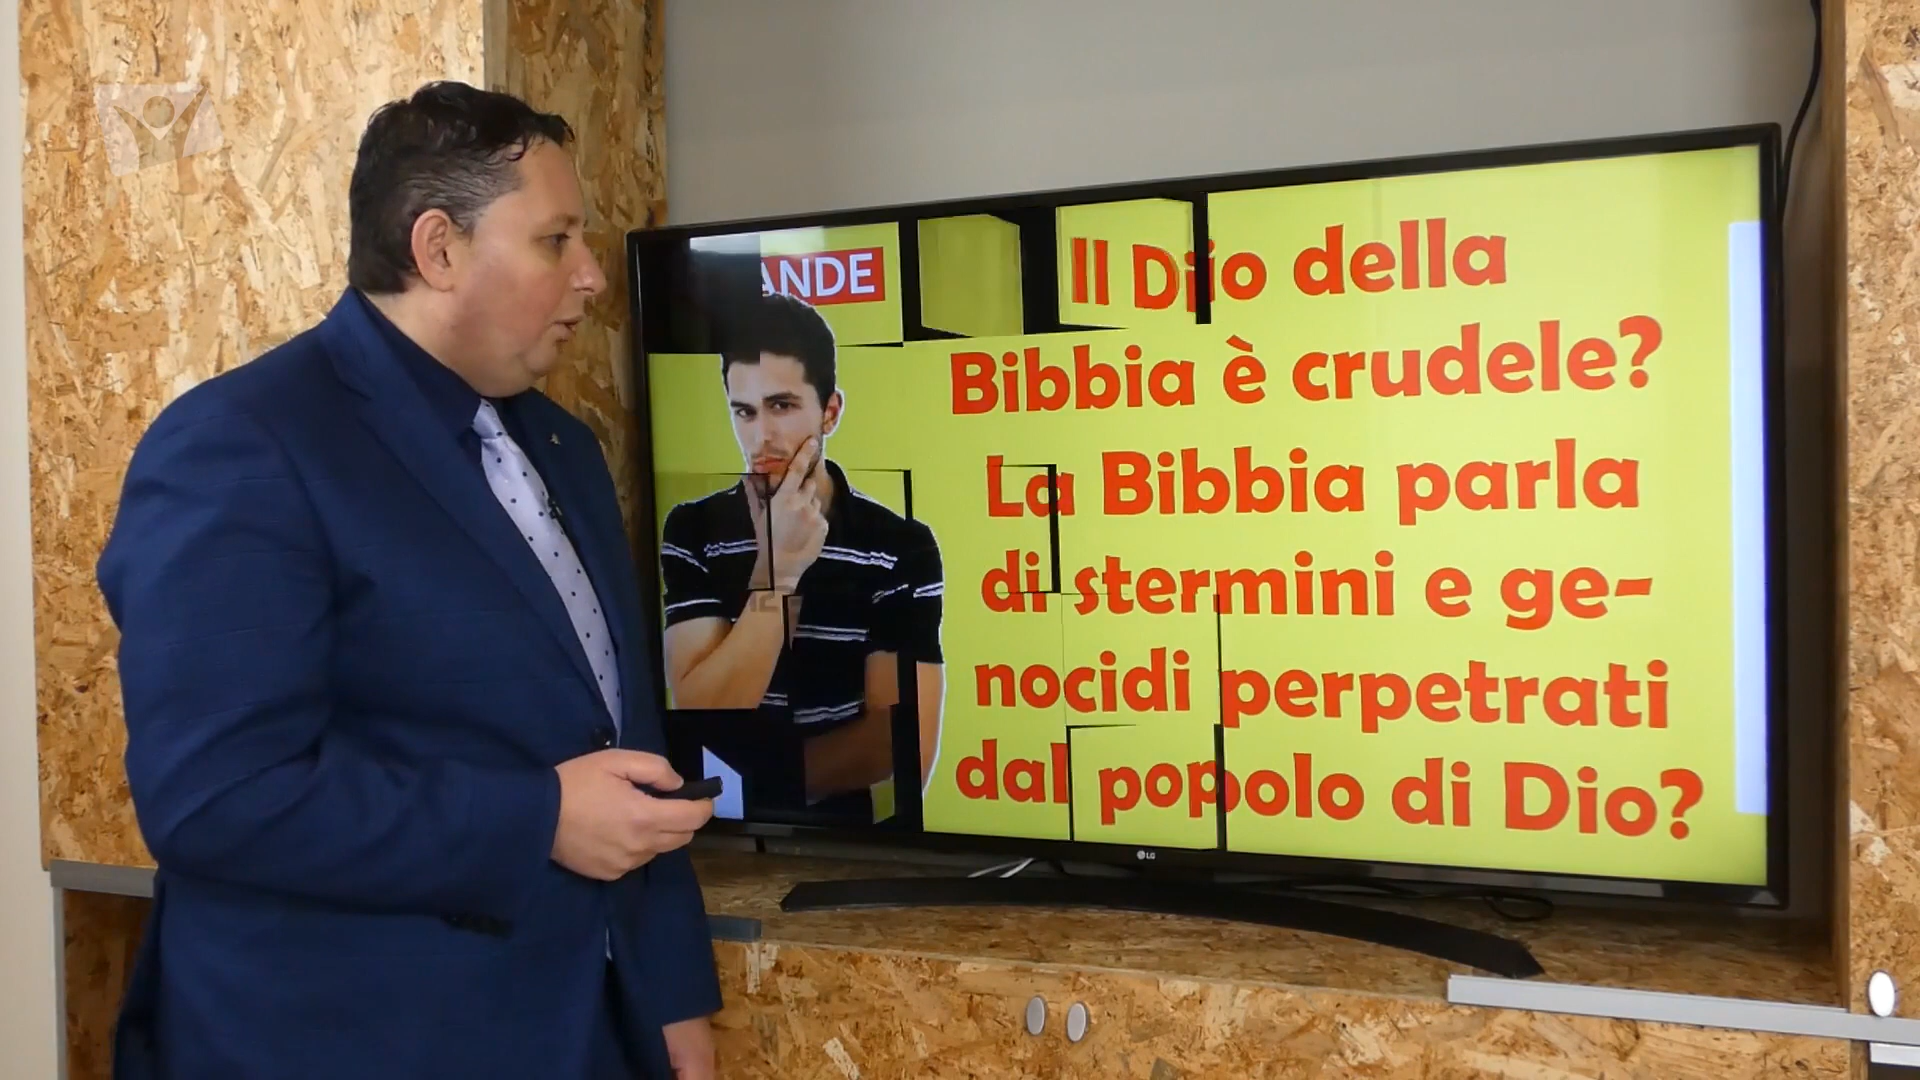 ANDE
Il Dio della
Bibbia è crudele?
La Bibbia parla
di stermini e ge-
nocidi perpetrati
dal popolo di Dio?
LG